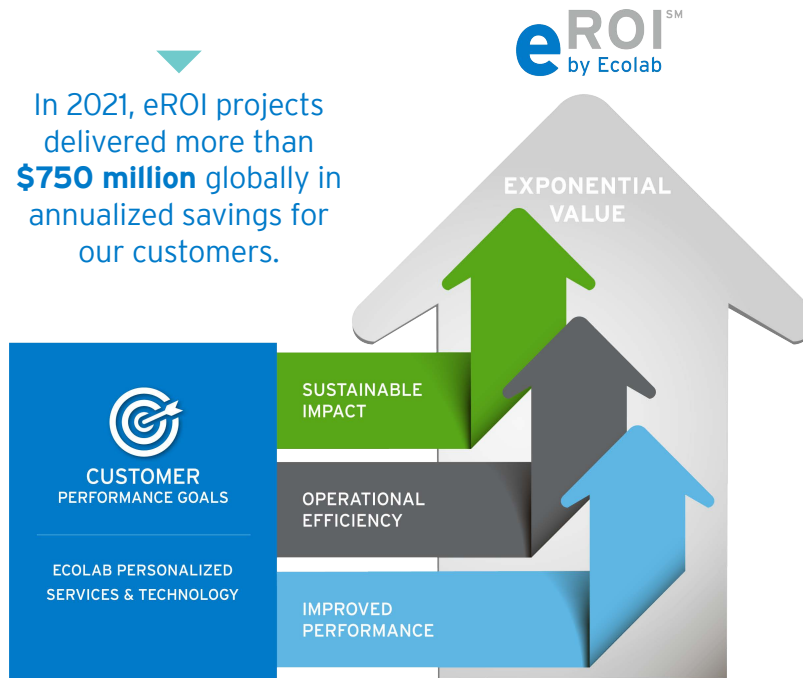 eROI℠
by Ecolab
In 2021, eROI projects
delivered more than
$750 million globally in
annualized savings for
our customers.
EXPONENTIAL
VALUE
SUSTAINABLE
IMPACT
CUSTOMER
PERFORMANCE GOALS
OPERATIONAL
EFFICIENCY
ECOLAB PERSONALIZED
SERVICES & TECHNOLOGY
IMPROVED
PERFORMANCE